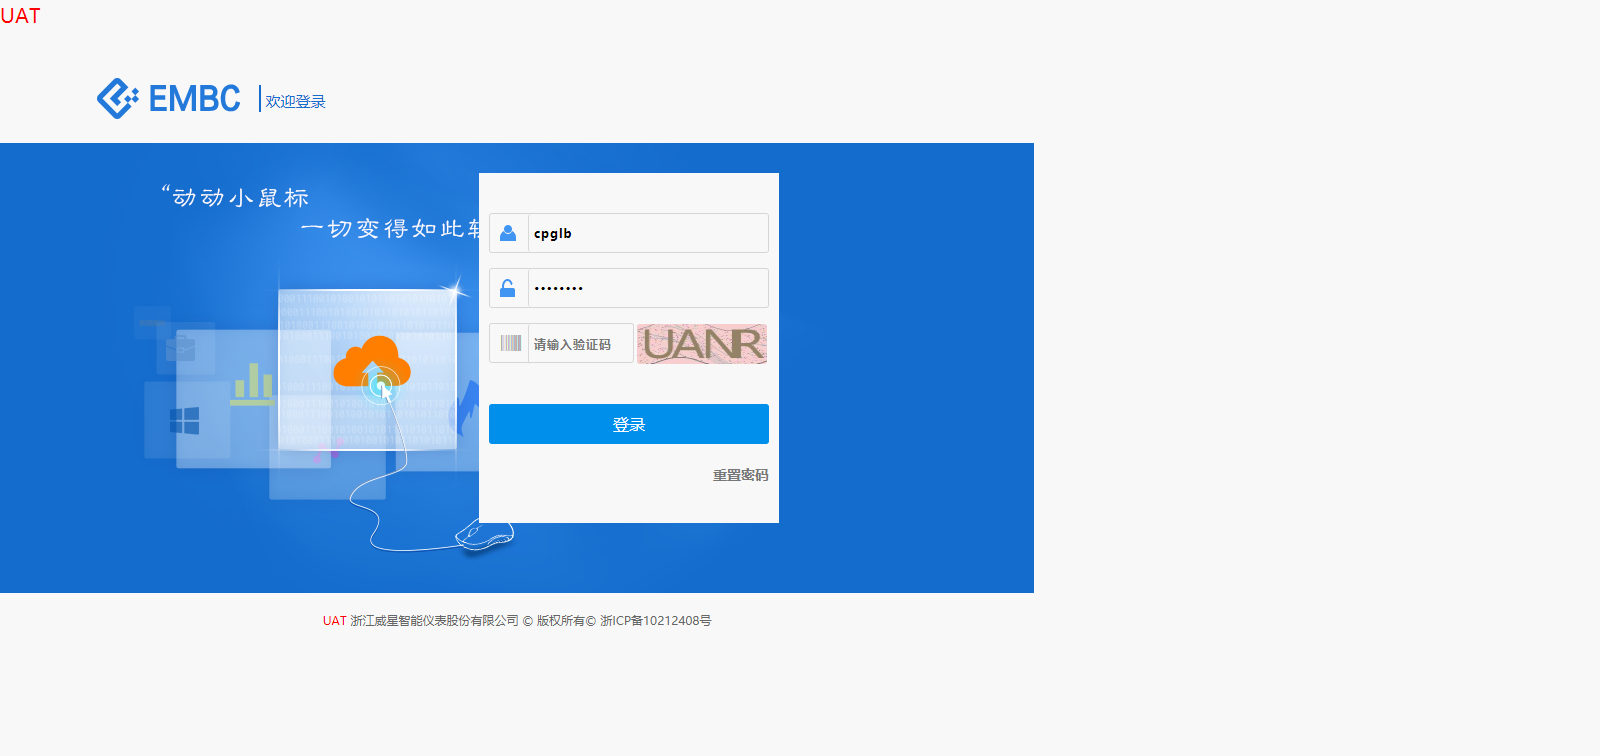 UAT
EMBC 欢迎登录
“动动小鼠标
一切变得如此
cpglb
••••••••
请输入验证码
UANR
登录
重置密码
UAT 浙江威星智能仪表股份有限公司 © 版权所有© 浙ICP备10212408号